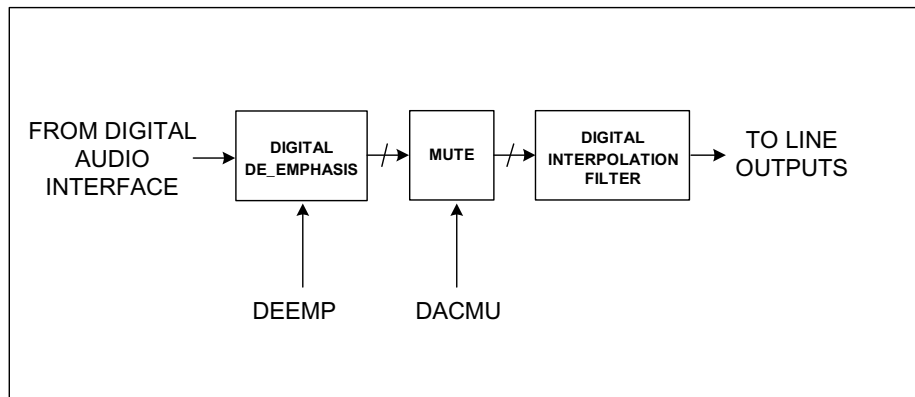 FROM DIGITAL
AUDIO
INTERFACE
DIGITAL
DE_EMPHASIS
MUTE
DIGITAL
INTERPOLATION
FILTER
TO LINE
OUTPUTS
DEEMP
DACMU